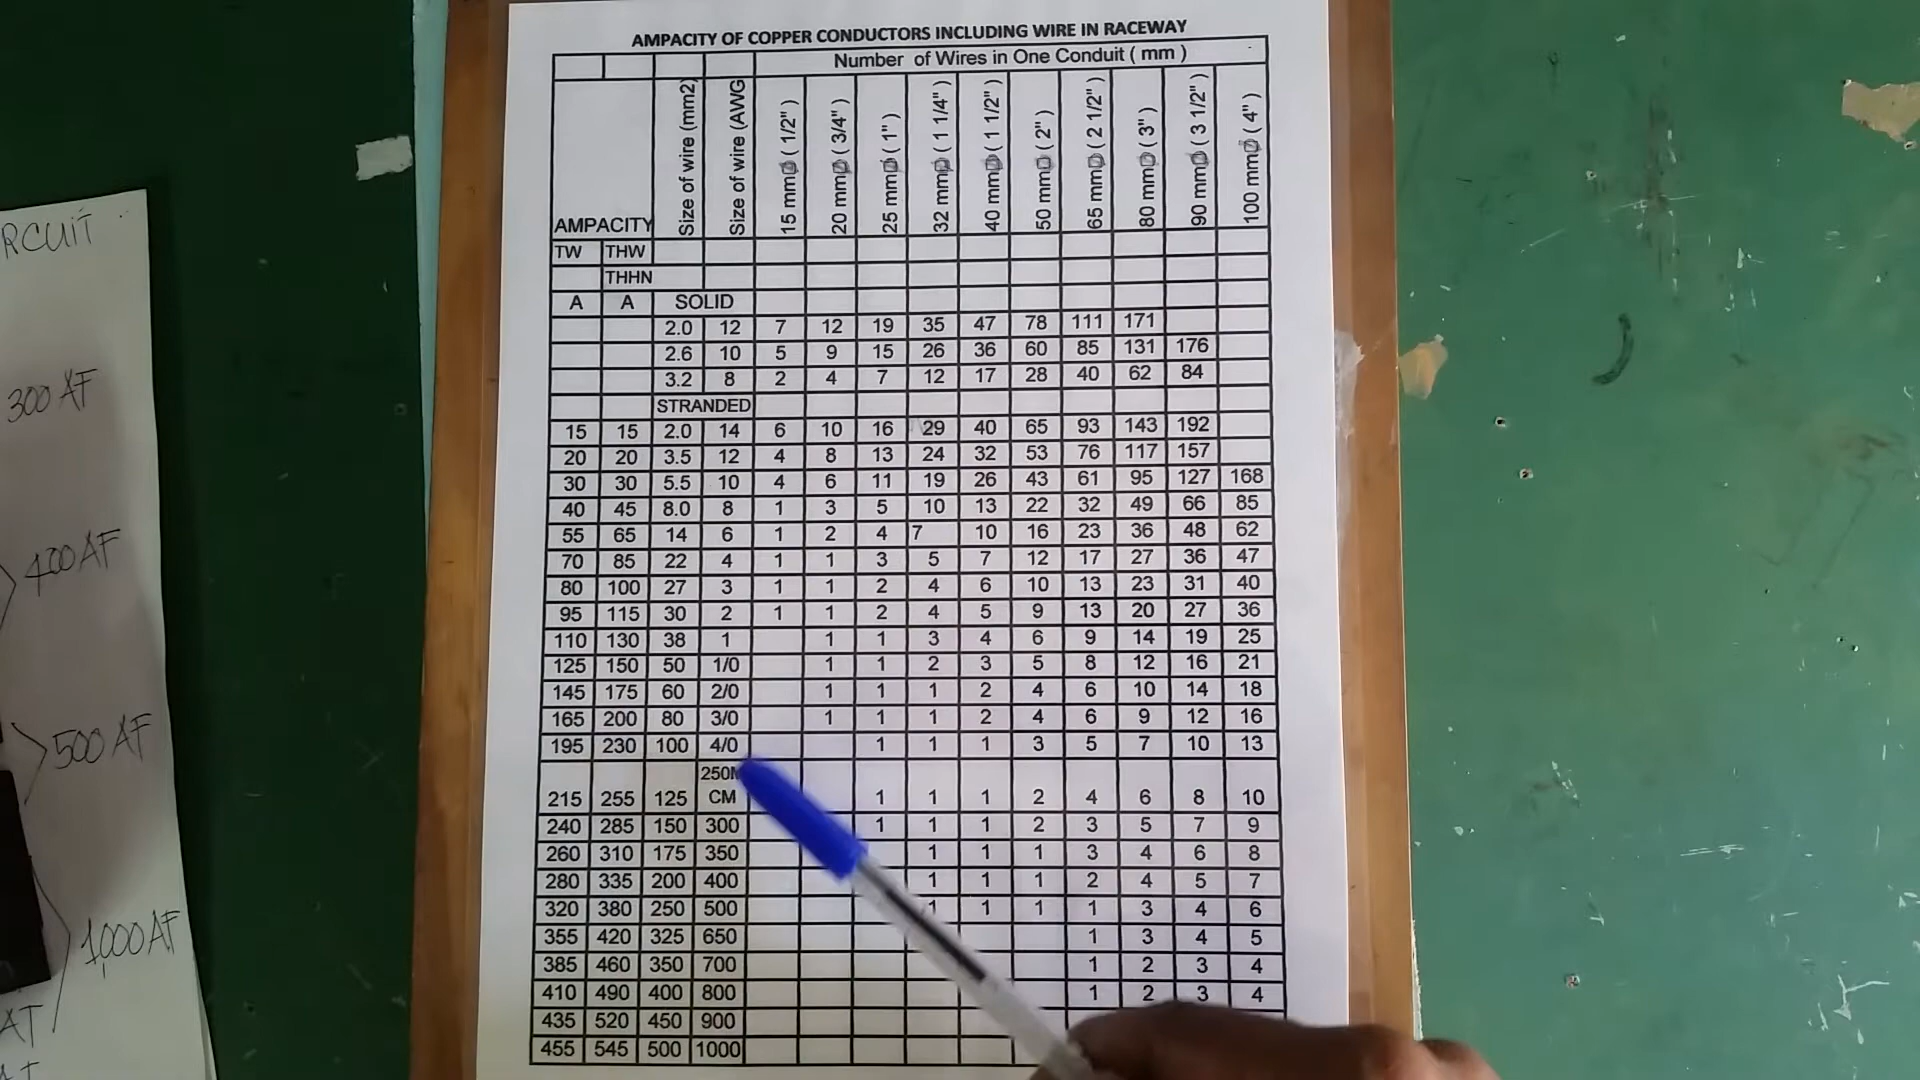 AMPACITY OF COPPER CONDUCTORS INCLUDING WIRE IN RACEWAY
Number of Wires in One Conduit ( mm )
AMPACITY Size of wire (mm2) Size of wire (AWG 15 mm ( 1/2" ) 20 mm ( 3/4" ) 25 mm ( 1" ) 32 mm ( 1 1/4" ) 40 mm ( 1 1/2" ) 50 mm ( 2" ) 65 mm ( 2 1/2" ) 80 mm ( 3" ) 90 mm ( 3 1/2" ) 100 mm ( 4" )
TW THW
THHN
A A SOLID
2.0 12 7 12 19 35 47 78 111 171
2.6 10 5 9 15 26 36 60 85 131 176
3.2 8 2 4 7 12 17 28 40 62 84
STRANDED
15 15 2.0 14 6 10 16 29 40 65 93 143 192
20 20 3.5 12 4 8 13 24 32 53 76 117 157
30 30 5.5 10 4 6 11 19 26 43 61 95 127 168
40 45 8.0 8 1 3 5 10 13 22 32 49 66 85
55 65 14 6 1 2 4 7 10 16 23 36 48 62
70 85 22 4 1 1 3 5 7 12 17 27 36 47
80 100 27 3 1 1 2 4 6 10 13 23 31 40
95 115 30 2 1 1 2 4 5 9 13 20 27 36
110 130 38 1 1 1 3 4 6 9 14 19 25
125 150 50 1/0 1 1 2 3 5 8 12 16 21
145 175 60 2/0 1 1 1 2 4 6 10 14 18
165 200 80 3/0 1 1 1 2 4 6 9 12 16
195 230 100 4/0 1 1 1 3 5 7 10 13
250M
215 255 125 CM 1 1 1 2 4 6 8 10
240 285 150 300 1 1 1 2 3 5 7 9
260 310 175 350 1 1 1 3 4 6 8
280 335 200 400 1 1 1 2 4 5 7
320 380 250 500 1 1 1 1 3 4 6
355 420 325 650 1 3 4 5
385 460 350 700 1 2 3 4
410 490 400 800 1 2 3 4
435 520 450 900
455 545 500 1000
RCUIT
300 AF
400 AF
500 AF
1000 AF
AT